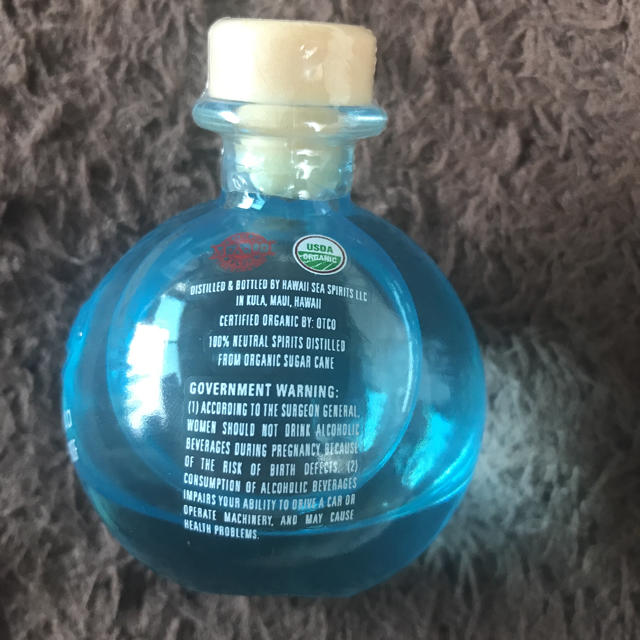 USDA
ORGANIC
DISTILLED & BOTTLED BY HAWAII SEA SPIRITS LLC
IN KULA, MAUI, HAWAII
CERTIFIED ORGANIC BY: OTCO
100% NEUTRAL SPIRITS DISTILLED
FROM ORGANIC SUGAR CANE
GOVERNMENT WARNING:
(1) ACCORDING TO THE SURGEON GENERAL,
WOMEN SHOULD NOT DRINK ALCOHOLIC
BEVERAGES DURING PREGNANCY BECAUSE
OF THE RISK OF BIRTH DEFECTS. (2)
CONSUMPTION OF ALCOHOLIC BEVERAGES
IMPAIRS YOUR ABILITY TO DRIVE A CAR OR
OPERATE MACHINERY, AND MAY CAUSE
HEALTH PROBLEMS.